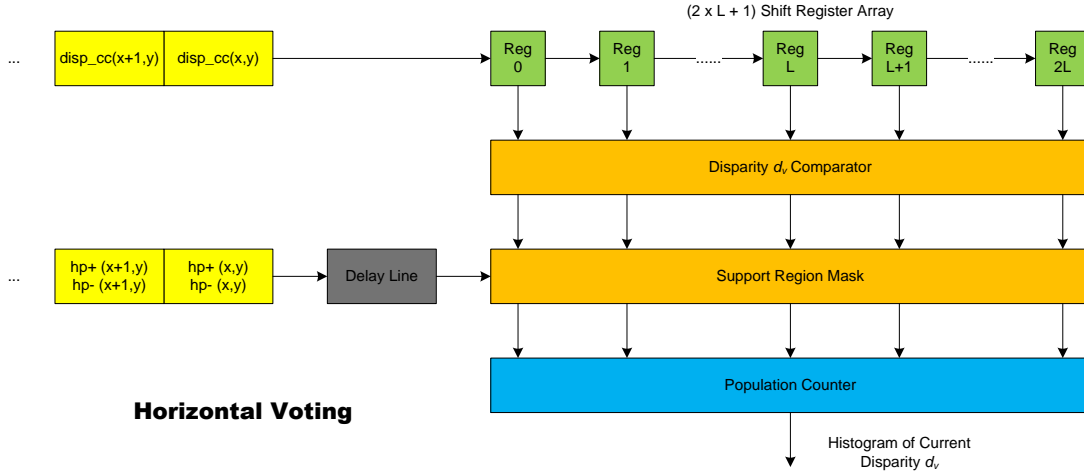 (2 x L + 1) Shift Register Array
... disp_cc(x+1,y) disp_cc(x,y) Reg 0 Reg 1 ...... Reg L Reg L+1 ...... Reg 2L
Disparity dv Comparator
... hp+ (x+1,y) hp+ (x,y)
hp- (x+1,y) hp- (x,y)
Delay Line
Support Region Mask
Population Counter
Horizontal Voting
Histogram of Current
Disparity dv